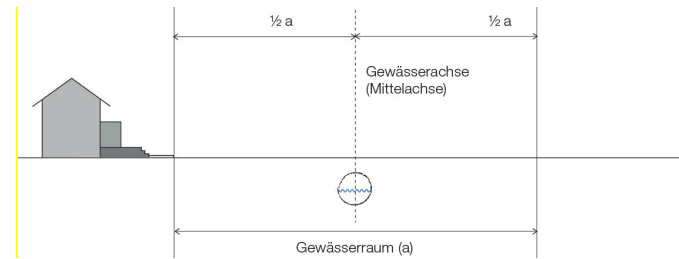 ½ a
½ a
Gewässerachse
(Mittelachse)
Gewässerraum (a)